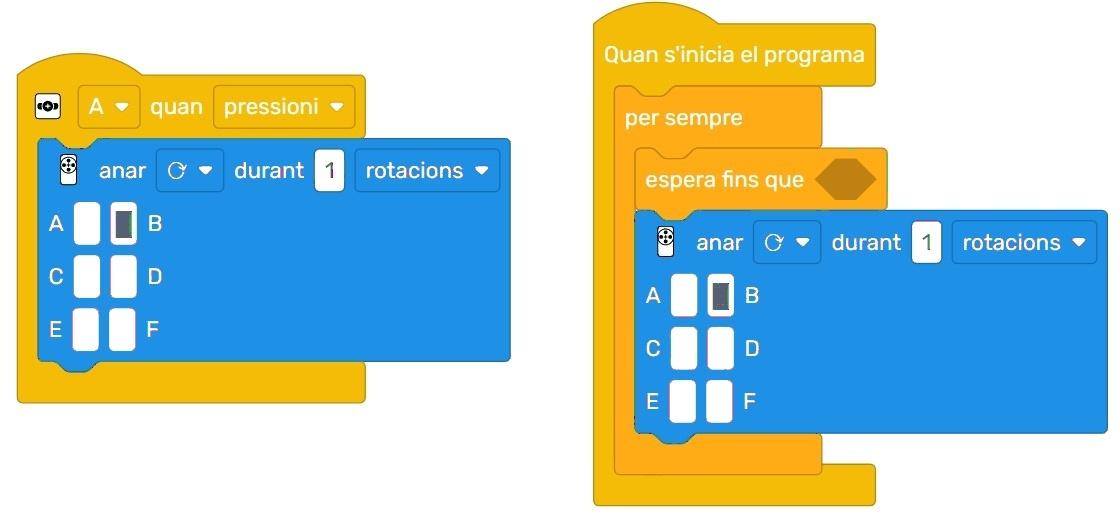 A quan pressioni
anar durant 1 rotacions
A B
C D
E F
Quan s'inicia el programa
per sempre
espera fins que
anar durant 1 rotacions
A B
C D
E F